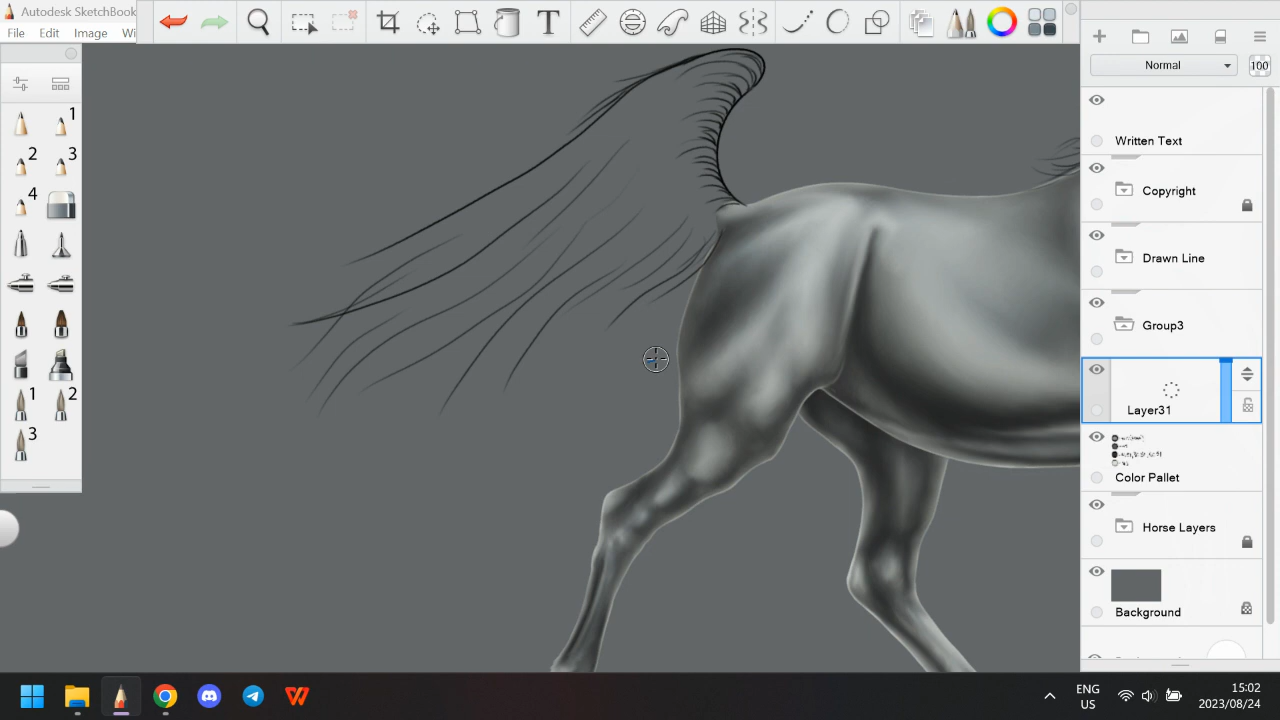 Autodesk SketchBook
File Edit Image Wi
T
Normal
100
1
2
3
4
1
2
3
Written Text
Copyright
Drawn Line
Group3
Layer31
Color Pallet
Horse Layers
Background
ENG
US
15:02
2023/08/24